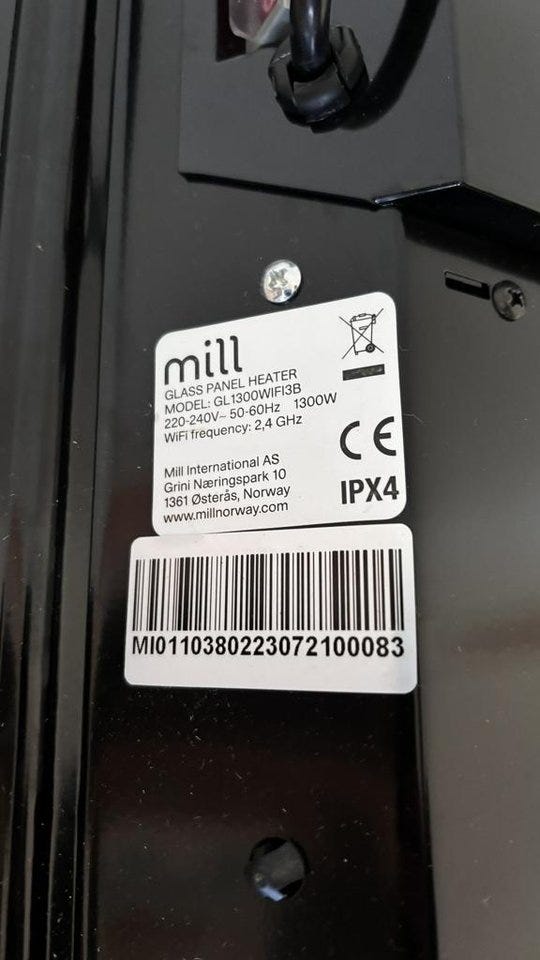 mill
GLASS PANEL HEATER
MODEL: GL1300WIFI3B
220-240V~ 50-60Hz 1300W
WiFi frequency: 2,4 GHz
CE
Mill International AS
Grini Næringspark 10
1361 Østerås, Norway
www.millnorway.com
IPX4
MI0110380223072100083